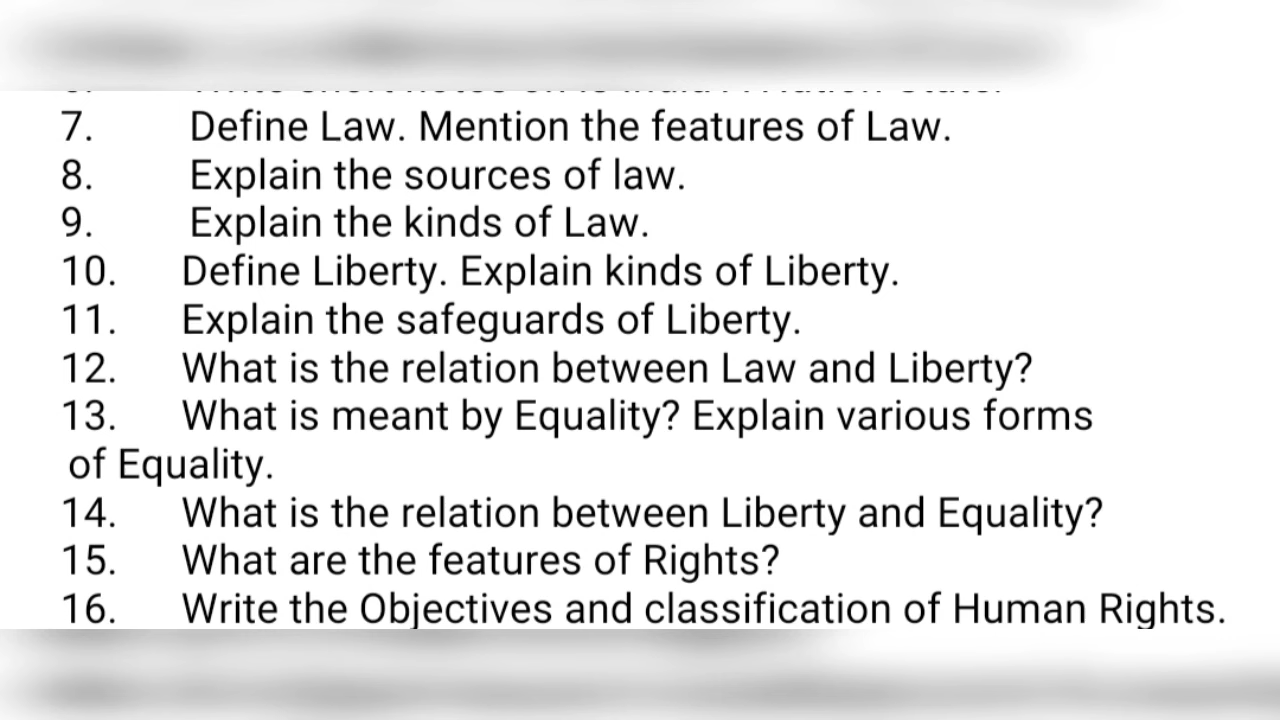 7. Define Law. Mention the features of Law.
8. Explain the sources of law.
9. Explain the kinds of Law.
10. Define Liberty. Explain kinds of Liberty.
11. Explain the safeguards of Liberty.
12. What is the relation between Law and Liberty?
13. What is meant by Equality? Explain various forms
of Equality.
14. What is the relation between Liberty and Equality?
15. What are the features of Rights?
16. Write the Objectives and classification of Human Rights.